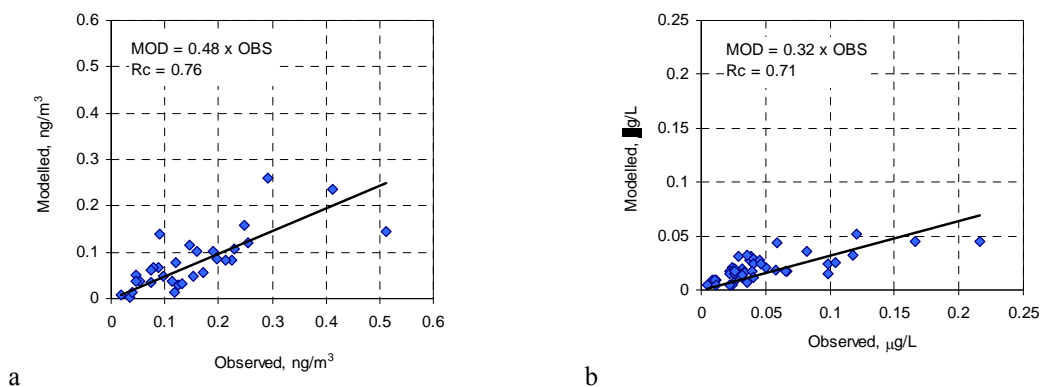 0.6
MOD = 0.48 x OBS
Rc = 0.76
0.5
0.4
0.3
0.2
0.1
0
Modelled, ng/m³
0 0.1 0.2 0.3 0.4 0.5 0.6
Observed, ng/m³
a
0.25
MOD = 0.32 x OBS
Rc = 0.71
0.2
0.15
0.1
0.05
0
Modelled, g/L
0 0.05 0.1 0.15 0.2 0.25
Observed, μg/L
b